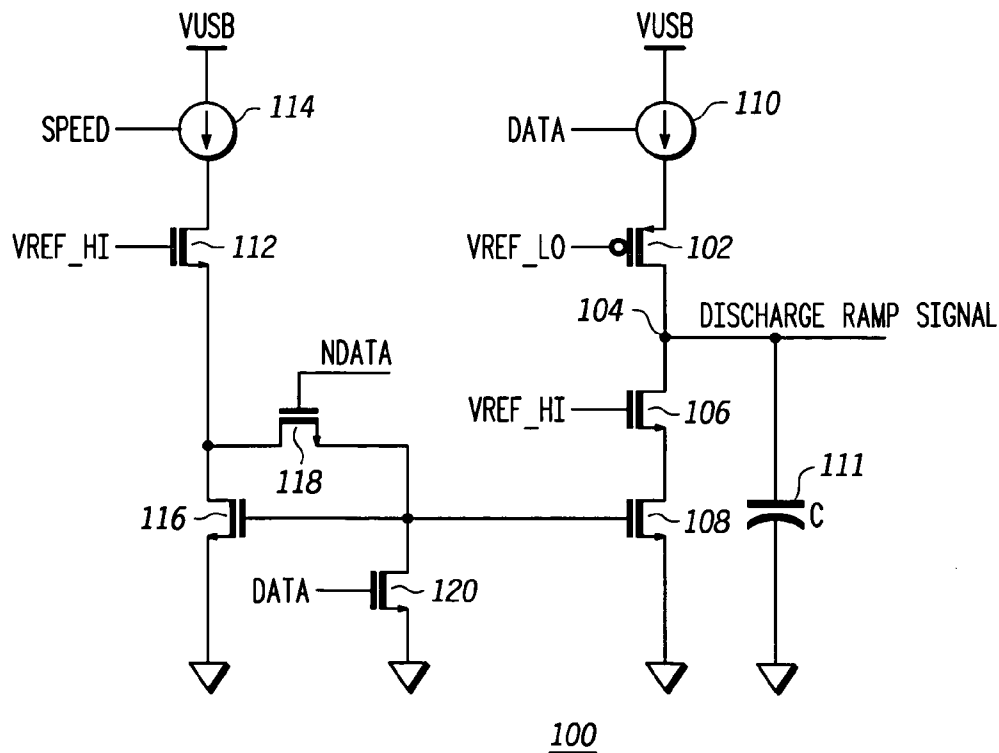 VUSB
VUSB
114
110
SPEED
DATA
VREF_HI
112
VREF_LO
102
104
DISCHARGE RAMP SIGNAL
NDATA
VREF_HI
106
118
111
116
108
C
DATA
120
100